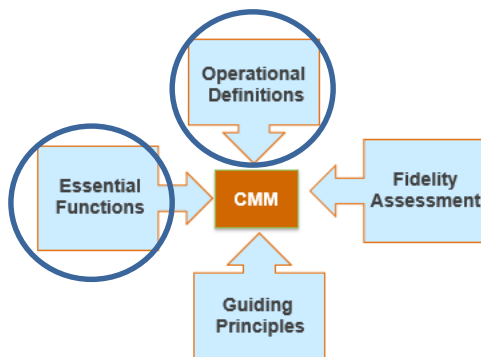 Operational
Definitions
Essential
Functions
CMM
Fidelity
Assessment
Guiding
Principles